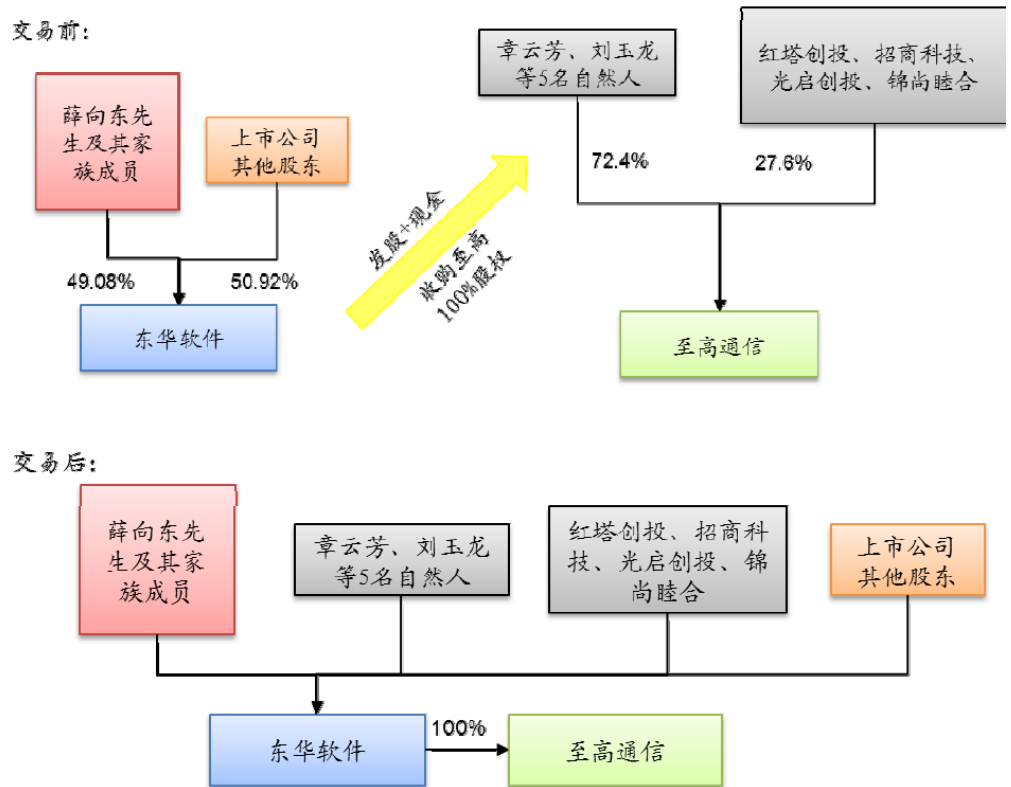 交易前:
章云芳、刘玉龙
等5名自然人
红塔创投、招商科技、
光启创投、锦尚睦合
薛向东先
生及其家
族成员
上市公司
其他股东
72.4%
27.6%
发股+现金
收购至高
100%股权
49.08%
50.92%
东华软件
至高通信
交易后:
薛向东先
生及其家
族成员
章云芳、刘玉龙
等5名自然人
红塔创投、招商科
技、光启创投、锦
尚睦合
上市公司
其他股东
东华软件
100%
至高通信